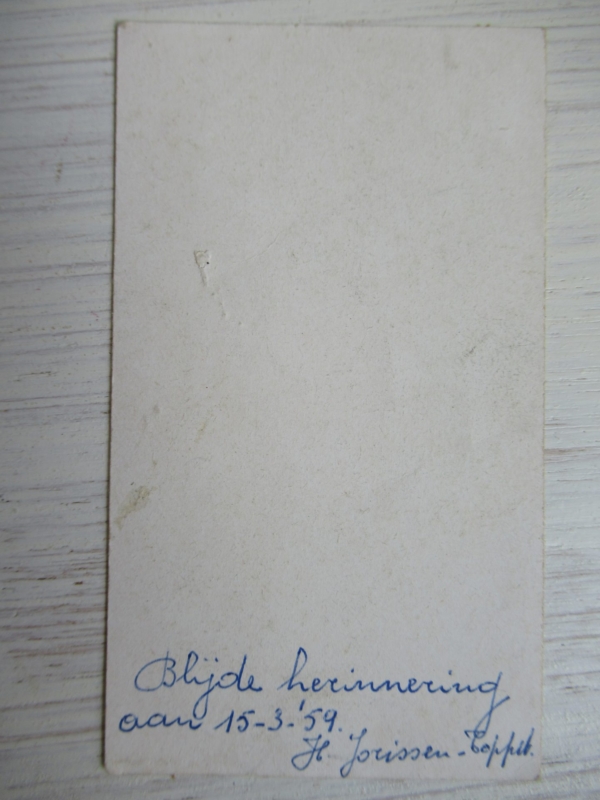 Blijde herinnering
aan 15-3-'59.
H. Jorissen-